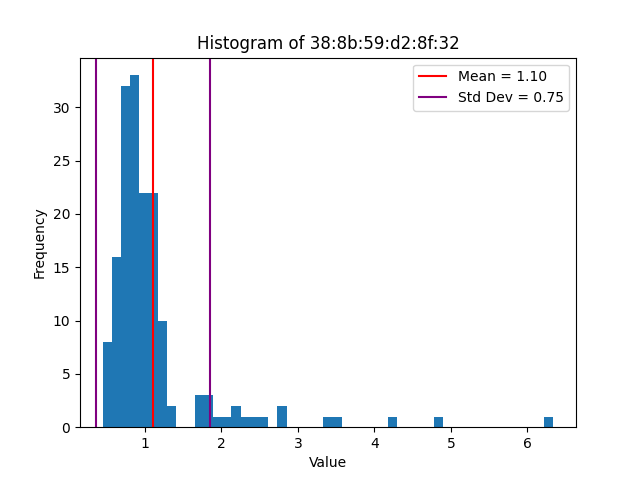 Histogram of 38:8b:59:d2:8f:32
Mean = 1.10
Std Dev = 0.75
Frequency
30
25
20
15
10
5
0
1 2 3 4 5 6
Value